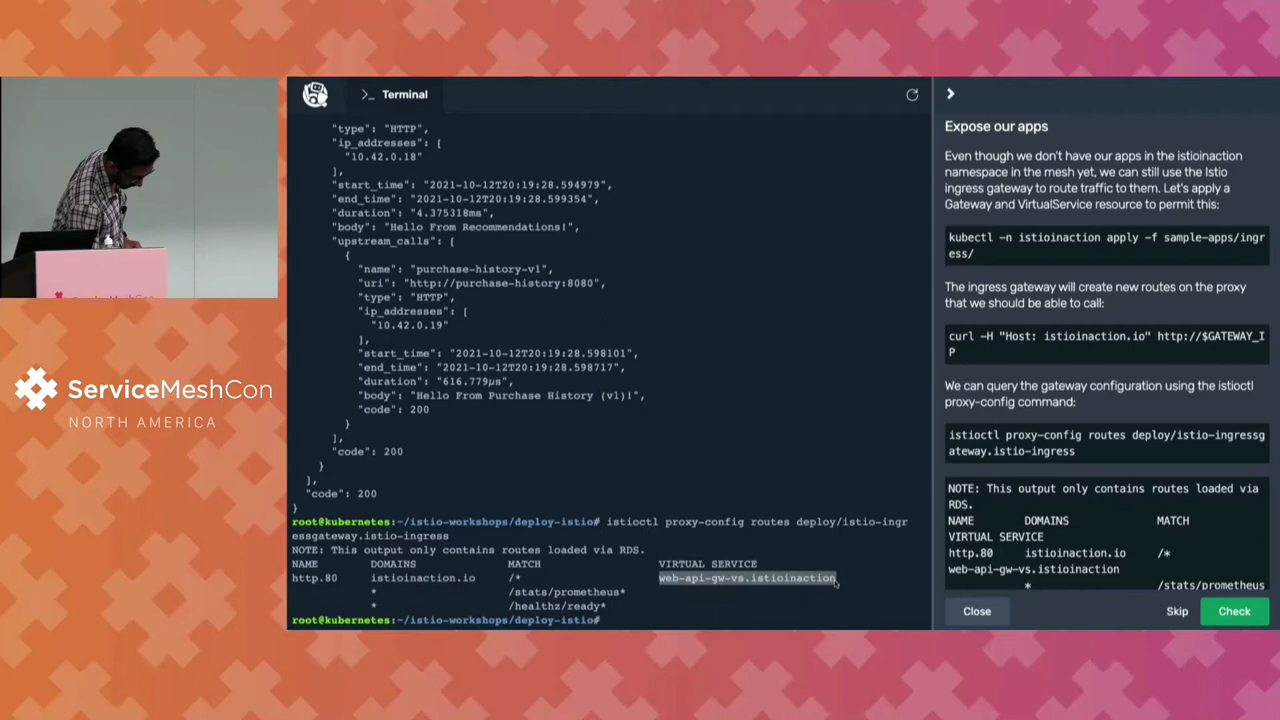 ServiceMeshCon
NORTH AMERICA
>_ Terminal
"type": "HTTP",
"ip_addresses": [
"10.42.0.18"
],
"start_time": "2021-10-12T20:19:28.594979",
"end_time": "2021-10-12T20:19:28.599354",
"duration": "4.375318ms",
"body": "Hello From Recommendations!",
"upstream_calls": [
{
"name": "purchase-history-v1",
"uri": "http://purchase-history:8080",
"type": "HTTP",
"ip_addresses": [
"10.42.0.19"
],
"start_time": "2021-10-12T20:19:28.598101",
"end_time": "2021-10-12T20:19:28.598717",
"duration": "616.779µs",
"body": "Hello From Purchase History (v1)!",
"code": 200
}
],
"code": 200
}
],
"code": 200
}
root@kubernetes:~/istio-workshops/deploy-istio# istioctl proxy-config routes deploy/istio-ingr
essgateway.istio-ingress
NOTE: This output only contains routes loaded via RDS.
NAME DOMAINS MATCH VIRTUAL SERVICE
http.80 istioinaction.io /* web-api-gw-vs.istioinaction
* /stats/prometheus*
* /healthz/ready*
root@kubernetes:~/istio-workshops/deploy-istio#
Expose our apps
Even though we don't have our apps in the istioinaction
namespace in the mesh yet, we can still use the Istio
ingress gateway to route traffic to them. Let's apply a
Gateway and VirtualService resource to permit this:
kubectl -n istioinaction apply -f sample-apps/ingr
ess/
The ingress gateway will create new routes on the proxy
that we should be able to call:
curl -H "Host: istioinaction.io" http://$GATEWAY_I
P
We can query the gateway configuration using the istioctl
proxy-config command:
istioctl proxy-config routes deploy/istio-ingressg
ateway.istio-ingress
NOTE: This output only contains routes loaded via
RDS.
NAME DOMAINS MATCH
VIRTUAL SERVICE
http.80 istioinaction.io /*
web-api-gw-vs.istioinaction
* /stats/prometheus
Close Skip Check